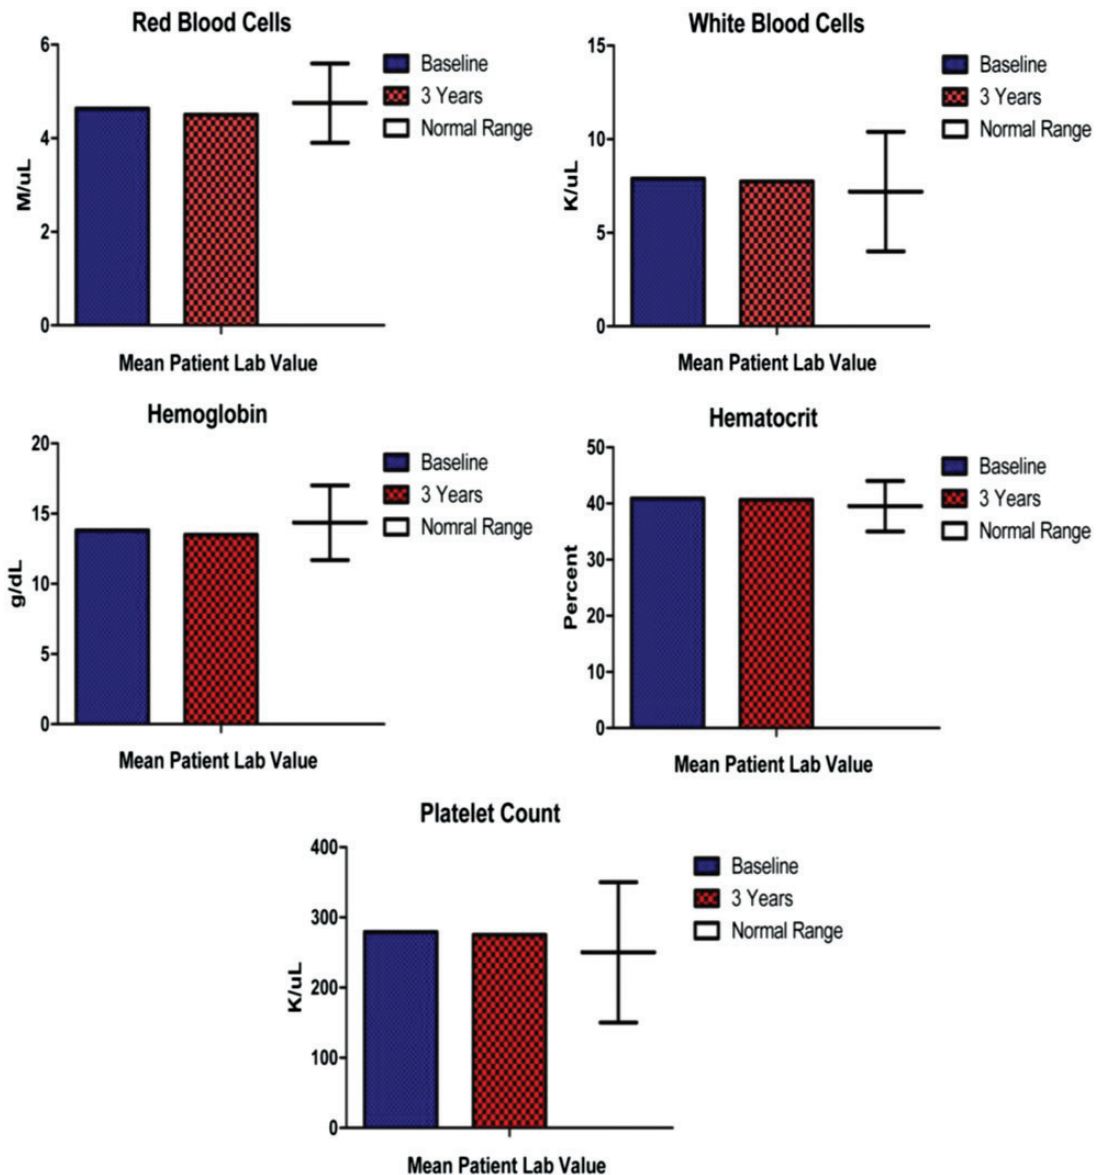 Red Blood Cells
6
4
2
0
M/uL
Baseline
3 Years
Normal Range
Mean Patient Lab Value
White Blood Cells
15
10
5
0
K/uL
Baseline
3 Years
Normal Range
Mean Patient Lab Value
Hemoglobin
20
15
10
5
0
g/dL
Baseline
3 Years
Nomral Range
Mean Patient Lab Value
Hematocrit
50
40
30
20
10
0
Percent
Baseline
3 Years
Normal Range
Mean Patient Lab Value
Platelet Count
400
300
200
100
0
K/uL
Baseline
3 Years
Normal Range
Mean Patient Lab Value